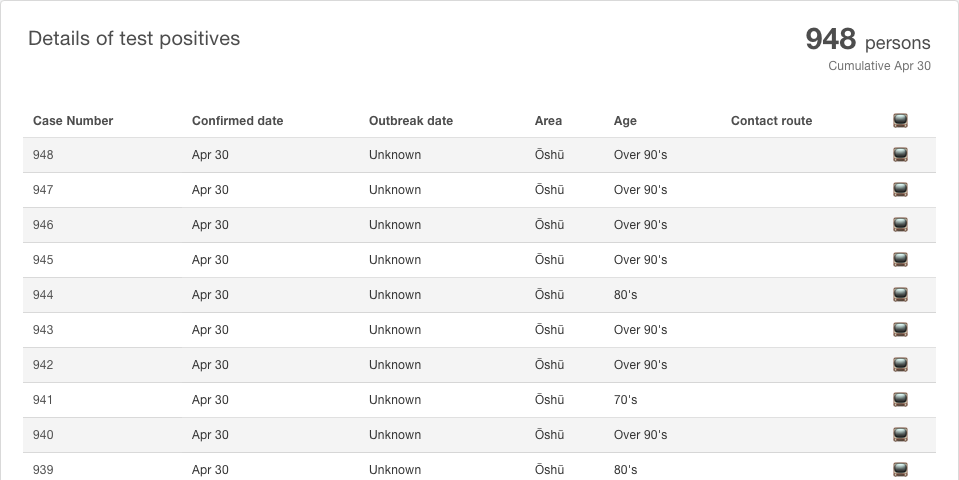 Details of test positives
948 persons
Cumulative Apr 30
Case Number Confirmed date Outbreak date Area Age Contact route
948 Apr 30 Unknown Ōshū Over 90's
947 Apr 30 Unknown Ōshū Over 90's
946 Apr 30 Unknown Ōshū Over 90's
945 Apr 30 Unknown Ōshū Over 90's
944 Apr 30 Unknown Ōshū 80's
943 Apr 30 Unknown Ōshū Over 90's
942 Apr 30 Unknown Ōshū Over 90's
941 Apr 30 Unknown Ōshū 70's
940 Apr 30 Unknown Ōshū Over 90's
939 Apr 30 Unknown Ōshū 80's